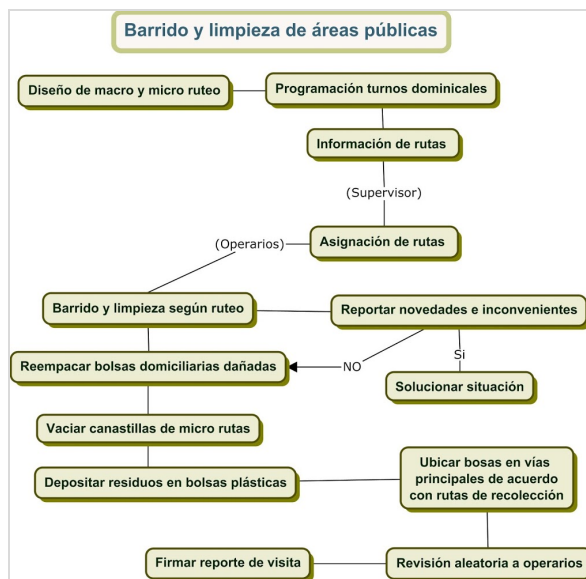 Barrido y limpieza de áreas públicas
Diseño de macro y micro ruteo
Programación turnos dominicales
Información de rutas
(Supervisor)
(Operarios)
Asignación de rutas
Barrido y limpieza según ruteo
Reportar novedades e inconvenientes
Reempacar bolsas domiciliarias dañadas
NO
Si
Solucionar situación
Vaciar canastillas de micro rutas
Depositar residuos en bolsas plásticas
Ubicar bosas en vías
principales de acuerdo
con rutas de recolección
Firmar reporte de visita
Revisión aleatoria a operarios